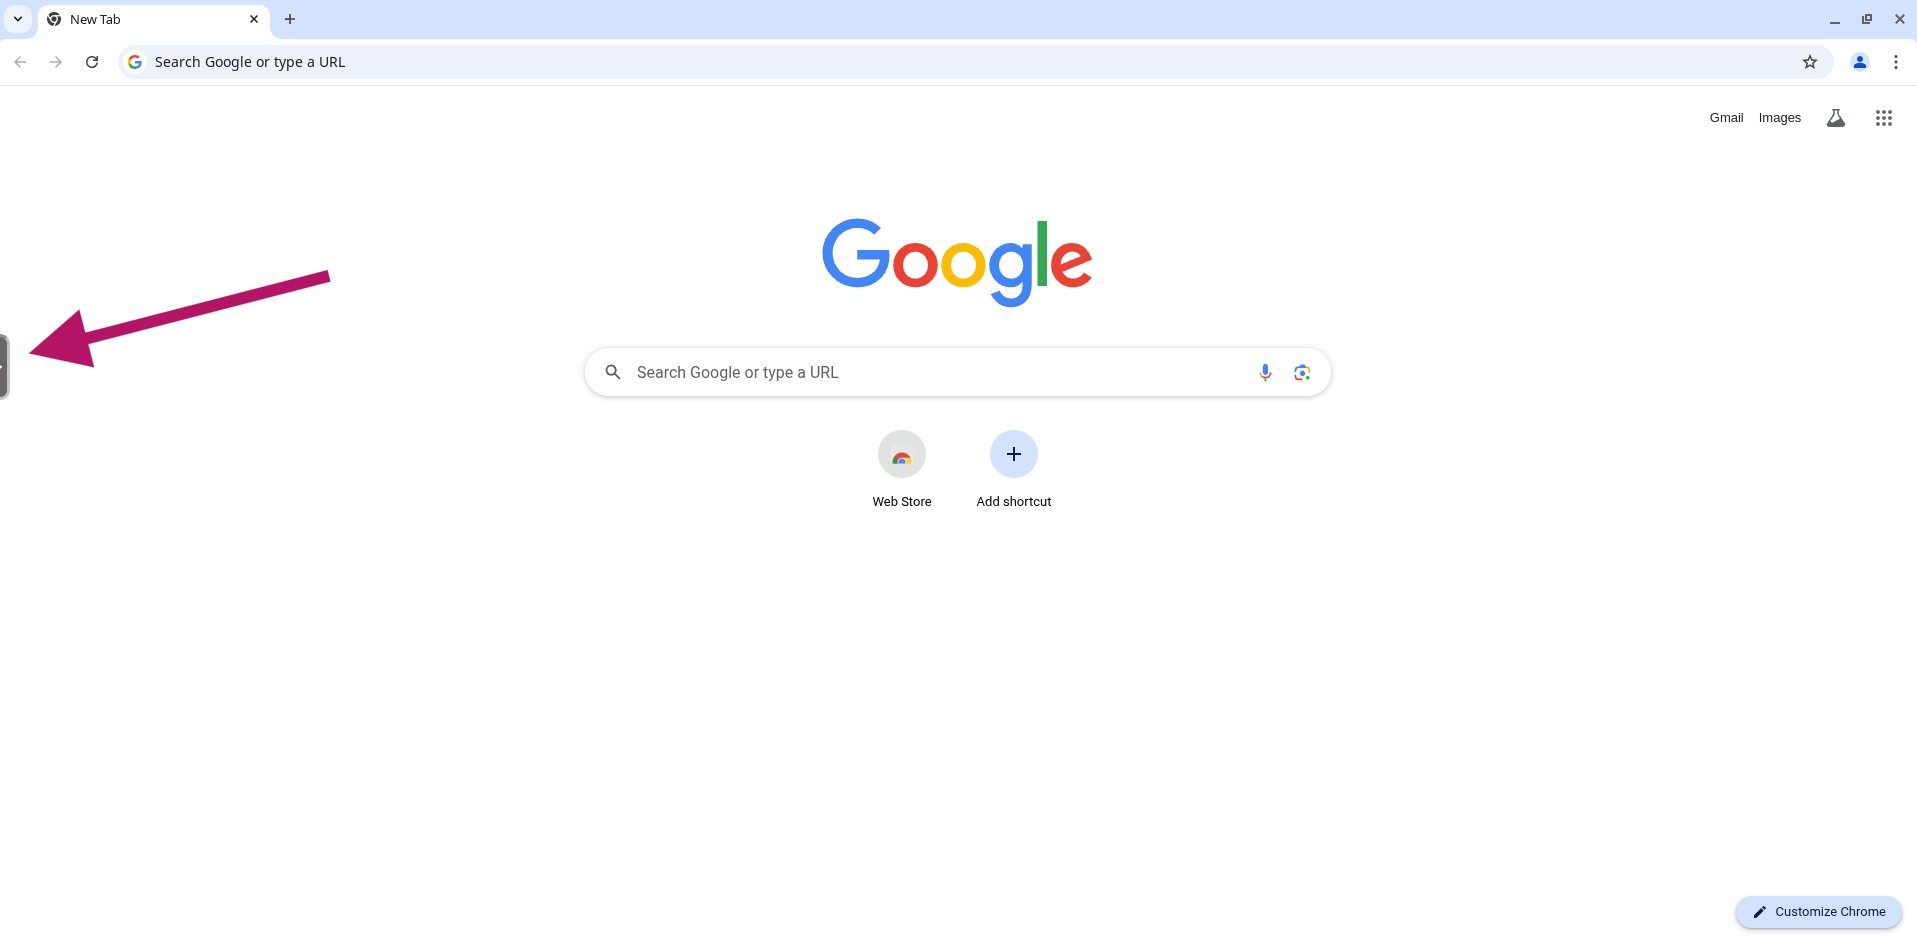 New Tab
Search Google or type a URL
Gmail Images
Google
Search Google or type a URL
Web Store Add shortcut
Customize Chrome